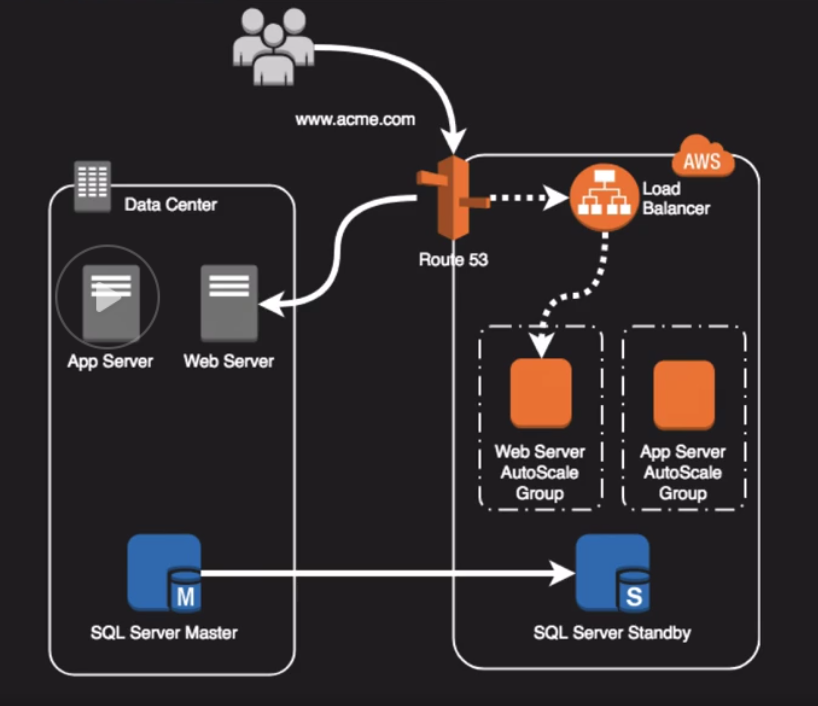 www.acme.com
AWS
Data Center
Load
Balancer
Route 53
App Server
Web Server
Web Server
AutoScale
Group
App Server
AutoScale
Group
M
SQL Server Master
S
SQL Server Standby